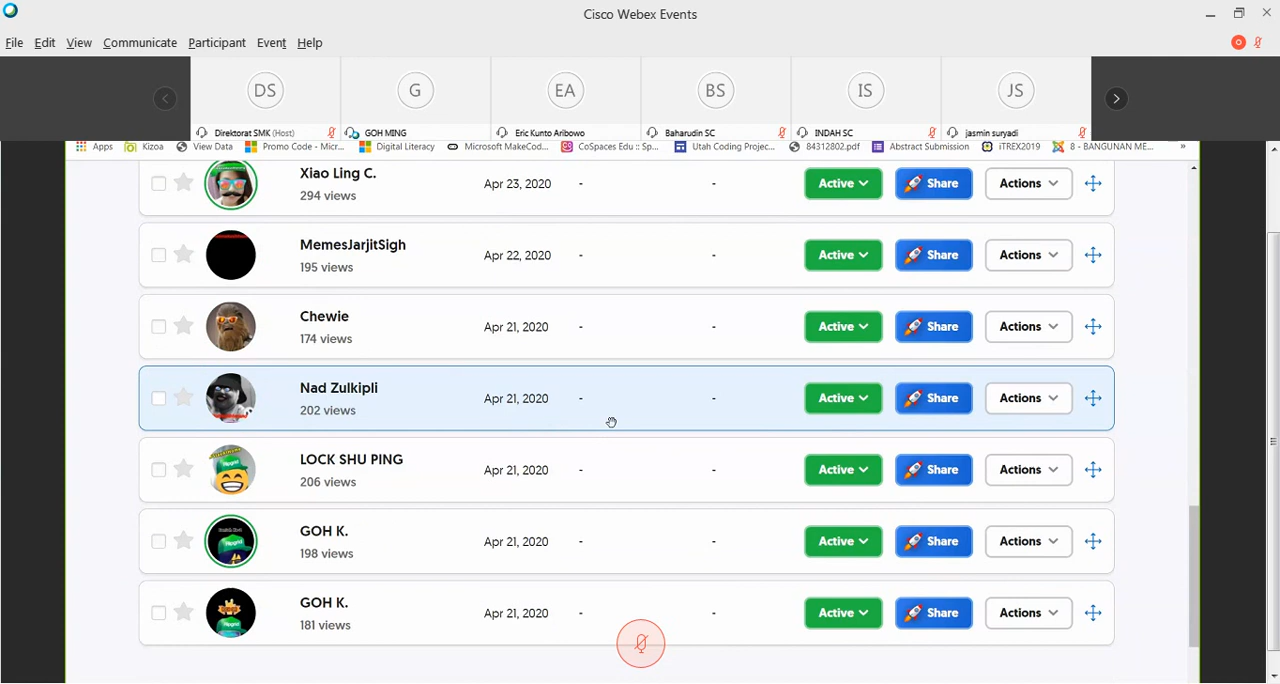 Cisco Webex Events
File Edit View Communicate Participant Event Help
DS G EA BS IS JS
Direktorat SMK (Host) GOH MING Eric Kunto Aribowo Baharudin SC INDAH SC jasmin suryadi
Apps Kizoa View Data Promo Code - Micr... Digital Literacy Microsoft MakeCod... CoSpaces Edu :: Sp... Utah Coding Projec... 84312802.pdf Abstract Submission iTREX2019 8 - BANGUNAN ME... »
Xiao Ling C.
294 views Apr 23, 2020 - - Active Share Actions
MemesJarjitSigh
195 views Apr 22, 2020 - - Active Share Actions
Chewie
174 views Apr 21, 2020 - - Active Share Actions
Nad Zulkipli
202 views Apr 21, 2020 - - Active Share Actions
LOCK SHU PING
206 views Apr 21, 2020 - - Active Share Actions
GOH K.
198 views Apr 21, 2020 - - Active Share Actions
GOH K.
181 views Apr 21, 2020 - - Active Share Actions